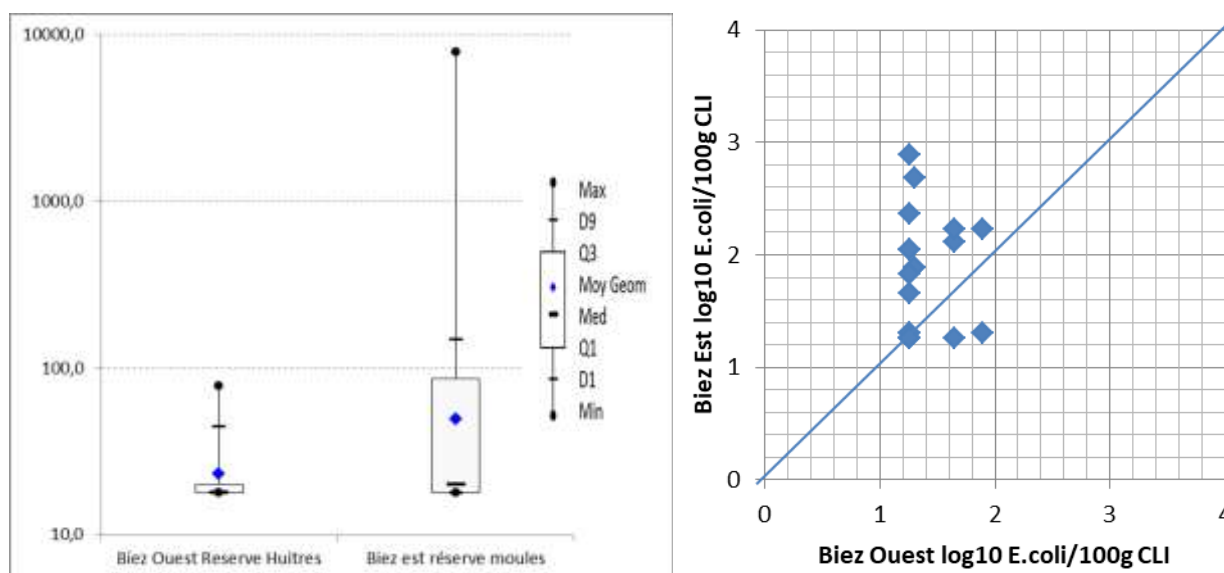 10000,0
1000,0
100,0
10,0
Biez Ouest Reserve Huitres
Biez est réserve moules
Max
D9
Q3
Moy Geom
Med
Q1
D1
Min
Biez Est log10 E.coli/100g CLI
4
3
2
1
0
0
1
2
3
4
Biez Ouest log10 E.coli/100g CLI